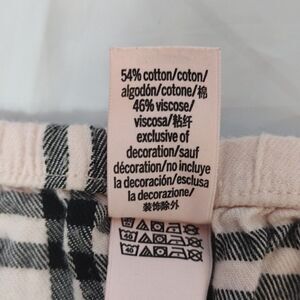 54% cotton/coton/
algodón/cotone/棉
46% viscose/
viscosa/粘纤
exclusive of
decoration/sauf
décoration/no incluye
la decoración/esclusa
la decorazione/
装饰除外